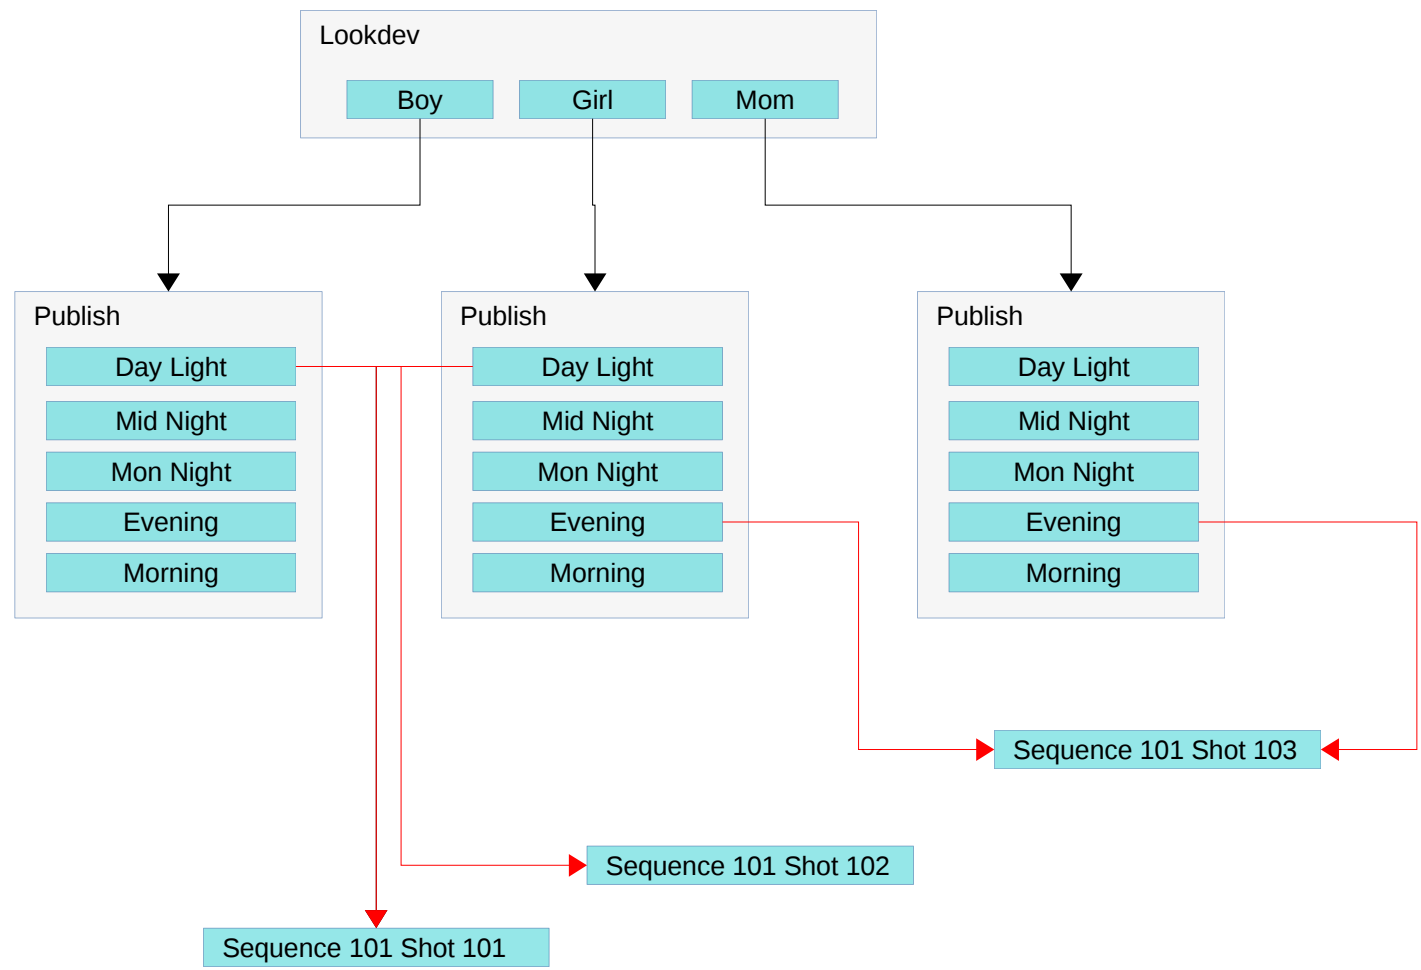 Lookdev
Boy
Girl
Mom
Publish
Day Light
Mid Night
Mon Night
Evening
Morning
Publish
Day Light
Mid Night
Mon Night
Evening
Morning
Publish
Day Light
Mid Night
Mon Night
Evening
Morning
Sequence 101 Shot 103
Sequence 101 Shot 102
Sequence 101 Shot 101